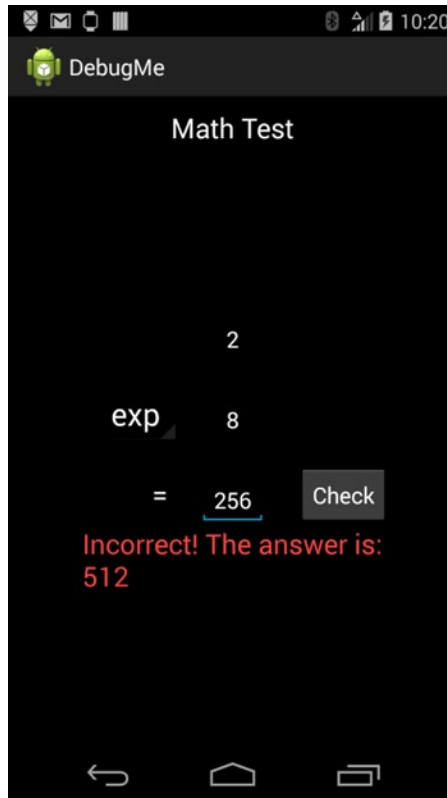 10:20
DebugMe
Math Test
2
exp 8
= 256 Check
Incorrect! The answer is:
512